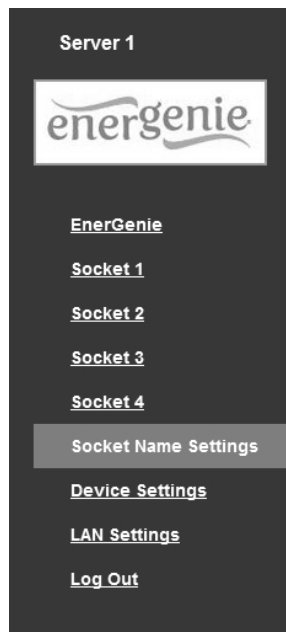 Server 1
energenie
EnerGenie
Socket 1
Socket 2
Socket 3
Socket 4
Socket Name Settings
Device Settings
LAN Settings
Log Out